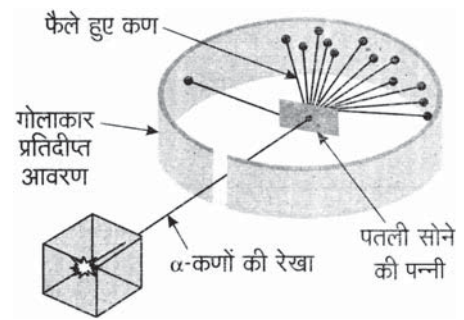 फैले हुए कण
गोलाकार
प्रतिदीप्त
आवरण
α-कणों की रेखा
पतली सोने
की पन्नी